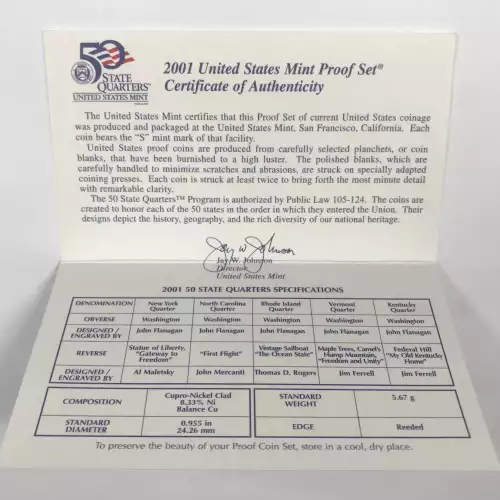 50
STATE
QUARTERS™
UNITED STATES MINT
2001 United States Mint Proof Set®
Certificate of Authenticity
The United States Mint certifies that this Proof Set of current United States coinage
was produced and packaged at the United States Mint, San Francisco, California. Each
coin bears the "S" mint mark of that facility.
United States proof coins are produced from carefully selected planchets, or coin
blanks, that have been burnished to a high luster. The polished blanks, which are
carefully handled to minimize scratches and abrasions, are struck on specially adapted
coining presses. Each coin is struck at least twice to bring forth the most minute detail
with remarkable clarity.
The 50 State Quarters™ Program is authorized by Public Law 105-124. The coins are
created to honor each of the 50 states in the order in which they entered the Union. Their
designs depict the history, geography, and the rich diversity of our national heritage.
Jay W. Johnson
Jay W. Johnson
Director
United States Mint
2001 50 STATE QUARTERS SPECIFICATIONS
DENOMINATION New York Quarter North Carolina Quarter Rhode Island Quarter Vermont Quarter Kentucky Quarter
OBVERSE Washington Washington Washington Washington Washington
DESIGNED / ENGRAVED BY John Flanagan John Flanagan John Flanagan John Flanagan John Flanagan
REVERSE Statue of Liberty, "Gateway to Freedom" "First Flight" Vintage Sailboat "The Ocean State" Maple Trees, Camel's Hump Mountain, "Freedom and Unity" Federal Hill "My Old Kentucky Home"
DESIGNED / ENGRAVED BY Al Maletsky John Mercanti Thomas D. Rogers Jim Ferrell Jim Ferrell
COMPOSITION Cupro-Nickel Clad 8.33% Ni Balance Cu
STANDARD WEIGHT 5.67 g
STANDARD DIAMETER 0.955 in 24.26 mm
EDGE Reeded
To preserve the beauty of your Proof Coin Set, store in a cool, dry place.